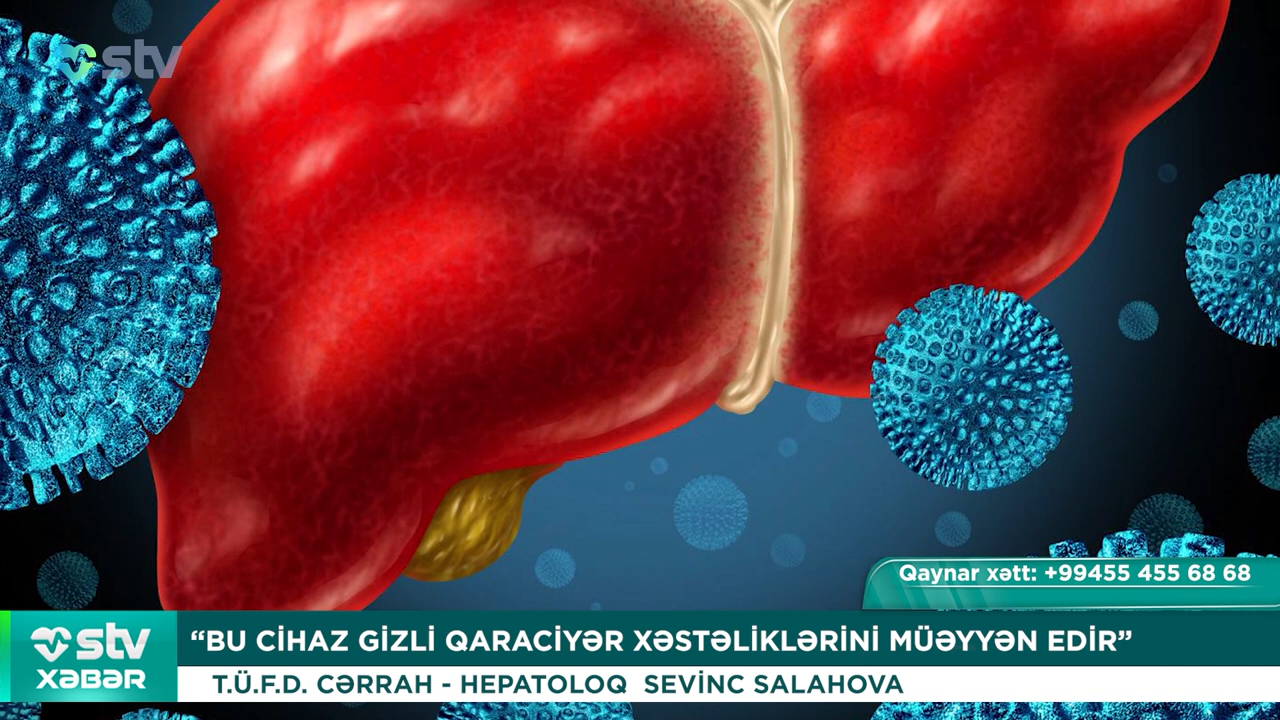 stv
Qaynar xətt: +99455 455 68 68
stv
XƏBƏR
“BU CİHAZ GİZLİ QARACİYƏR XƏSTƏLİKLƏRİNİ MÜƏYYƏN EDİR”
T.Ü.F.D. CƏRRAH - HEPATOLOQ SEVİNC SALAHOVA